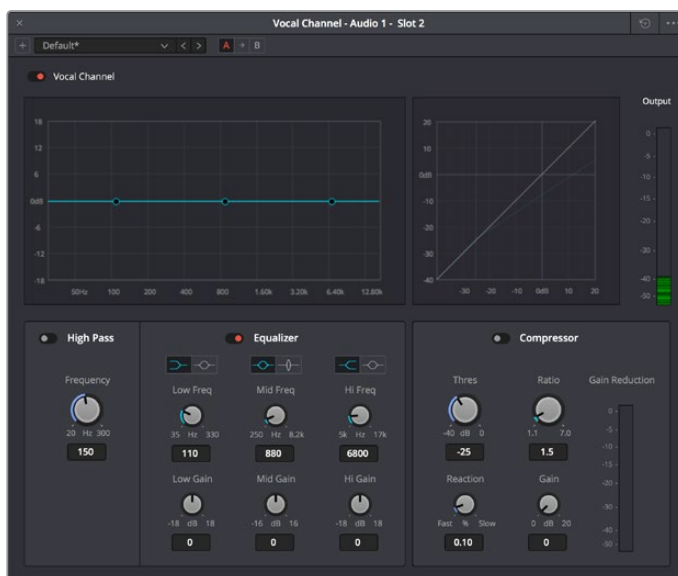 Vocal Channel - Audio 1 - Slot 2
Default*
A
B
Vocal Channel
Output
18
12
6
0dB
-6
-12
-18
50Hz 100 200 400 800 1.60k 3.20k 6.40k 12.80k
20
10
0dB
-10
-20
-30
-40
-30 -20 -10 0dB 10 20
0 -
-5 -
-10 -
-15 -
-20 -
-30 -
-40 -
-50 -
High Pass
Frequency
20 Hz 300
150
Equalizer
Low Freq Mid Freq Hi Freq
35 Hz 330 250 Hz 8.2k 5k Hz 17k
110 880 6800
Low Gain Mid Gain Hi Gain
-18 dB 18 -16 dB 16 -18 dB 18
0 0 0
Compressor
Thres Ratio Gain Reduction
-40 dB 0 1.1 7.0
-25 1.5
Reaction Gain
Fast % Slow 0 dB 20
0.10 0
0 -
-5 -
-10 -
-15 -
-20 -
-30 -
-40 -
-50 -